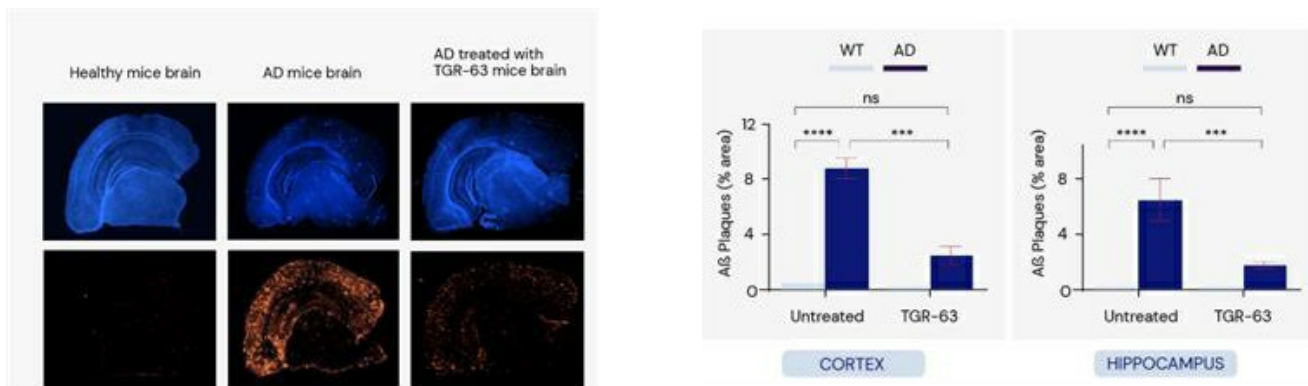 Healthy mice brain
AD mice brain
AD treated with
TGR-63 mice brain
WT AD
ns
**** ***
12
8
4
0
Aß Plaques (% area)
Untreated TGR-63
CORTEX
WT AD
ns
**** ***
8
4
0
Aß Plaques (% area)
Untreated TGR-63
HIPPOCAMPUS